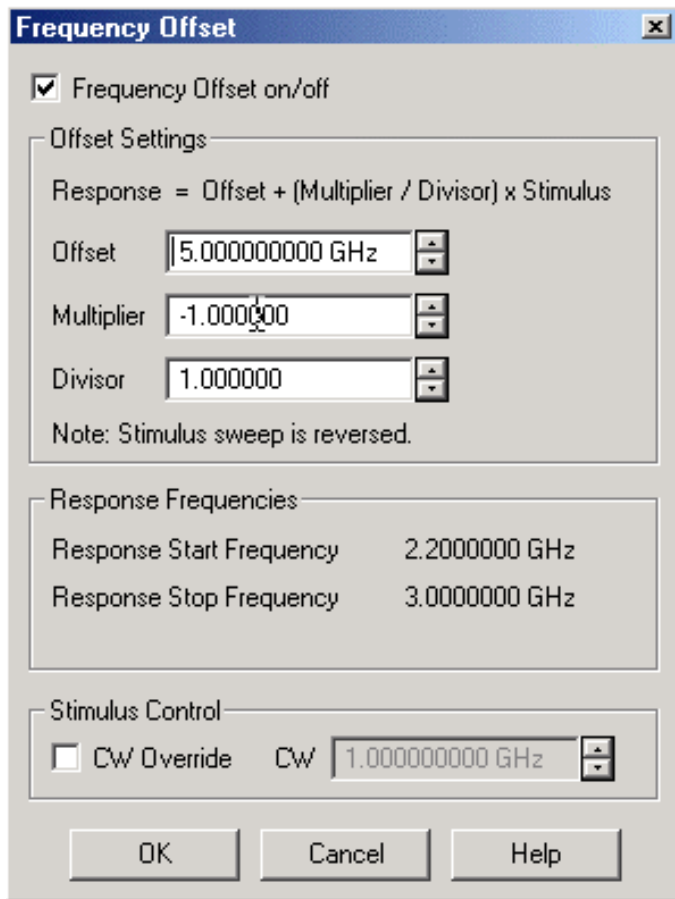 Frequency Offset
Frequency Offset on/off
Offset Settings
Response = Offset + (Multiplier / Divisor) x Stimulus
Offset 5.000000000 GHz
Multiplier -1.000000
Divisor 1.000000
Note: Stimulus sweep is reversed.
Response Frequencies
Response Start Frequency 2.2000000 GHz
Response Stop Frequency 3.0000000 GHz
Stimulus Control
CW Override CW 1.000000000 GHz
OK Cancel Help